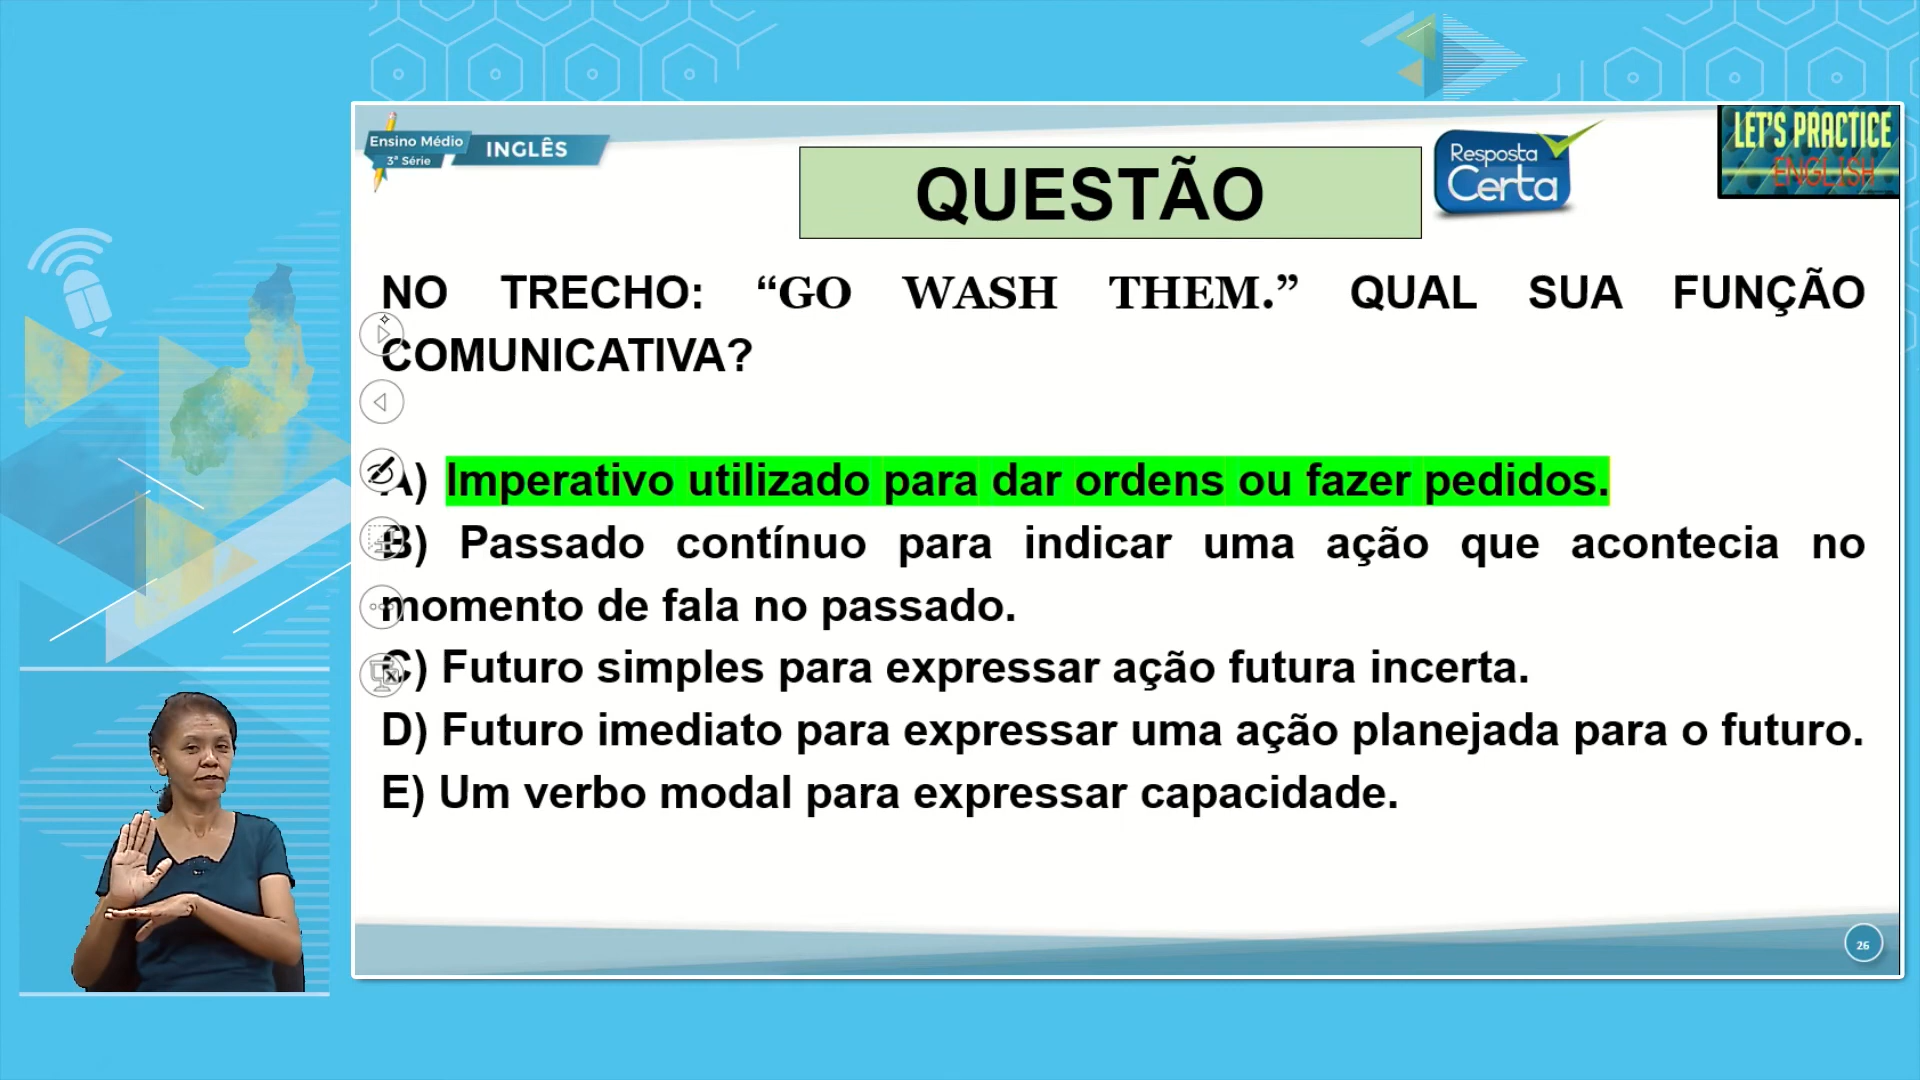 LET'S PRACTICE
ENGLISH
Ensino Médio
3ª Série
INGLÊS
QUESTÃO
Resposta
Certa
NO TRECHO: “GO WASH THEM.” QUAL SUA FUNÇÃO
COMUNICATIVA?
A) Imperativo utilizado para dar ordens ou fazer pedidos.
B) Passado contínuo para indicar uma ação que acontecia no
momento de fala no passado.
C) Futuro simples para expressar ação futura incerta.
D) Futuro imediato para expressar uma ação planejada para o futuro.
E) Um verbo modal para expressar capacidade.
26